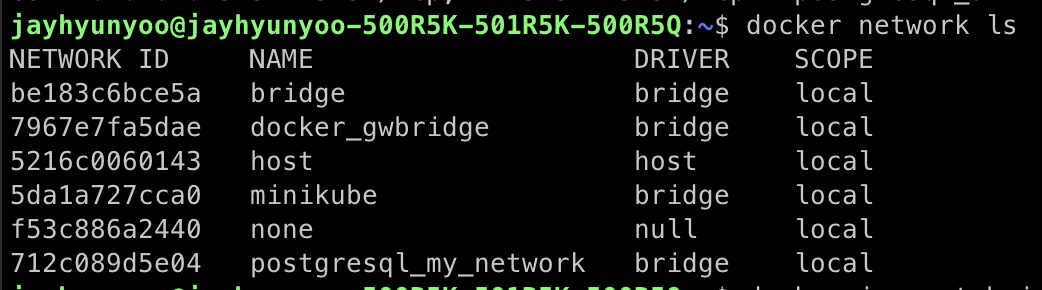 jayhyunyoo@jayhyunyoo-500R5K-501R5K-500R5Q:~$ docker network ls
NETWORK ID     NAME                    DRIVER    SCOPE
be183c6bce5a   bridge                  bridge    local
7967e7fa5dae   docker_gwbridge         bridge    local
5216c0060143   host                    host      local
5da1a727cca0   minikube                bridge    local
f53c886a2440   none                    null      local
712c089d5e04   postgresql_my_network   bridge    local